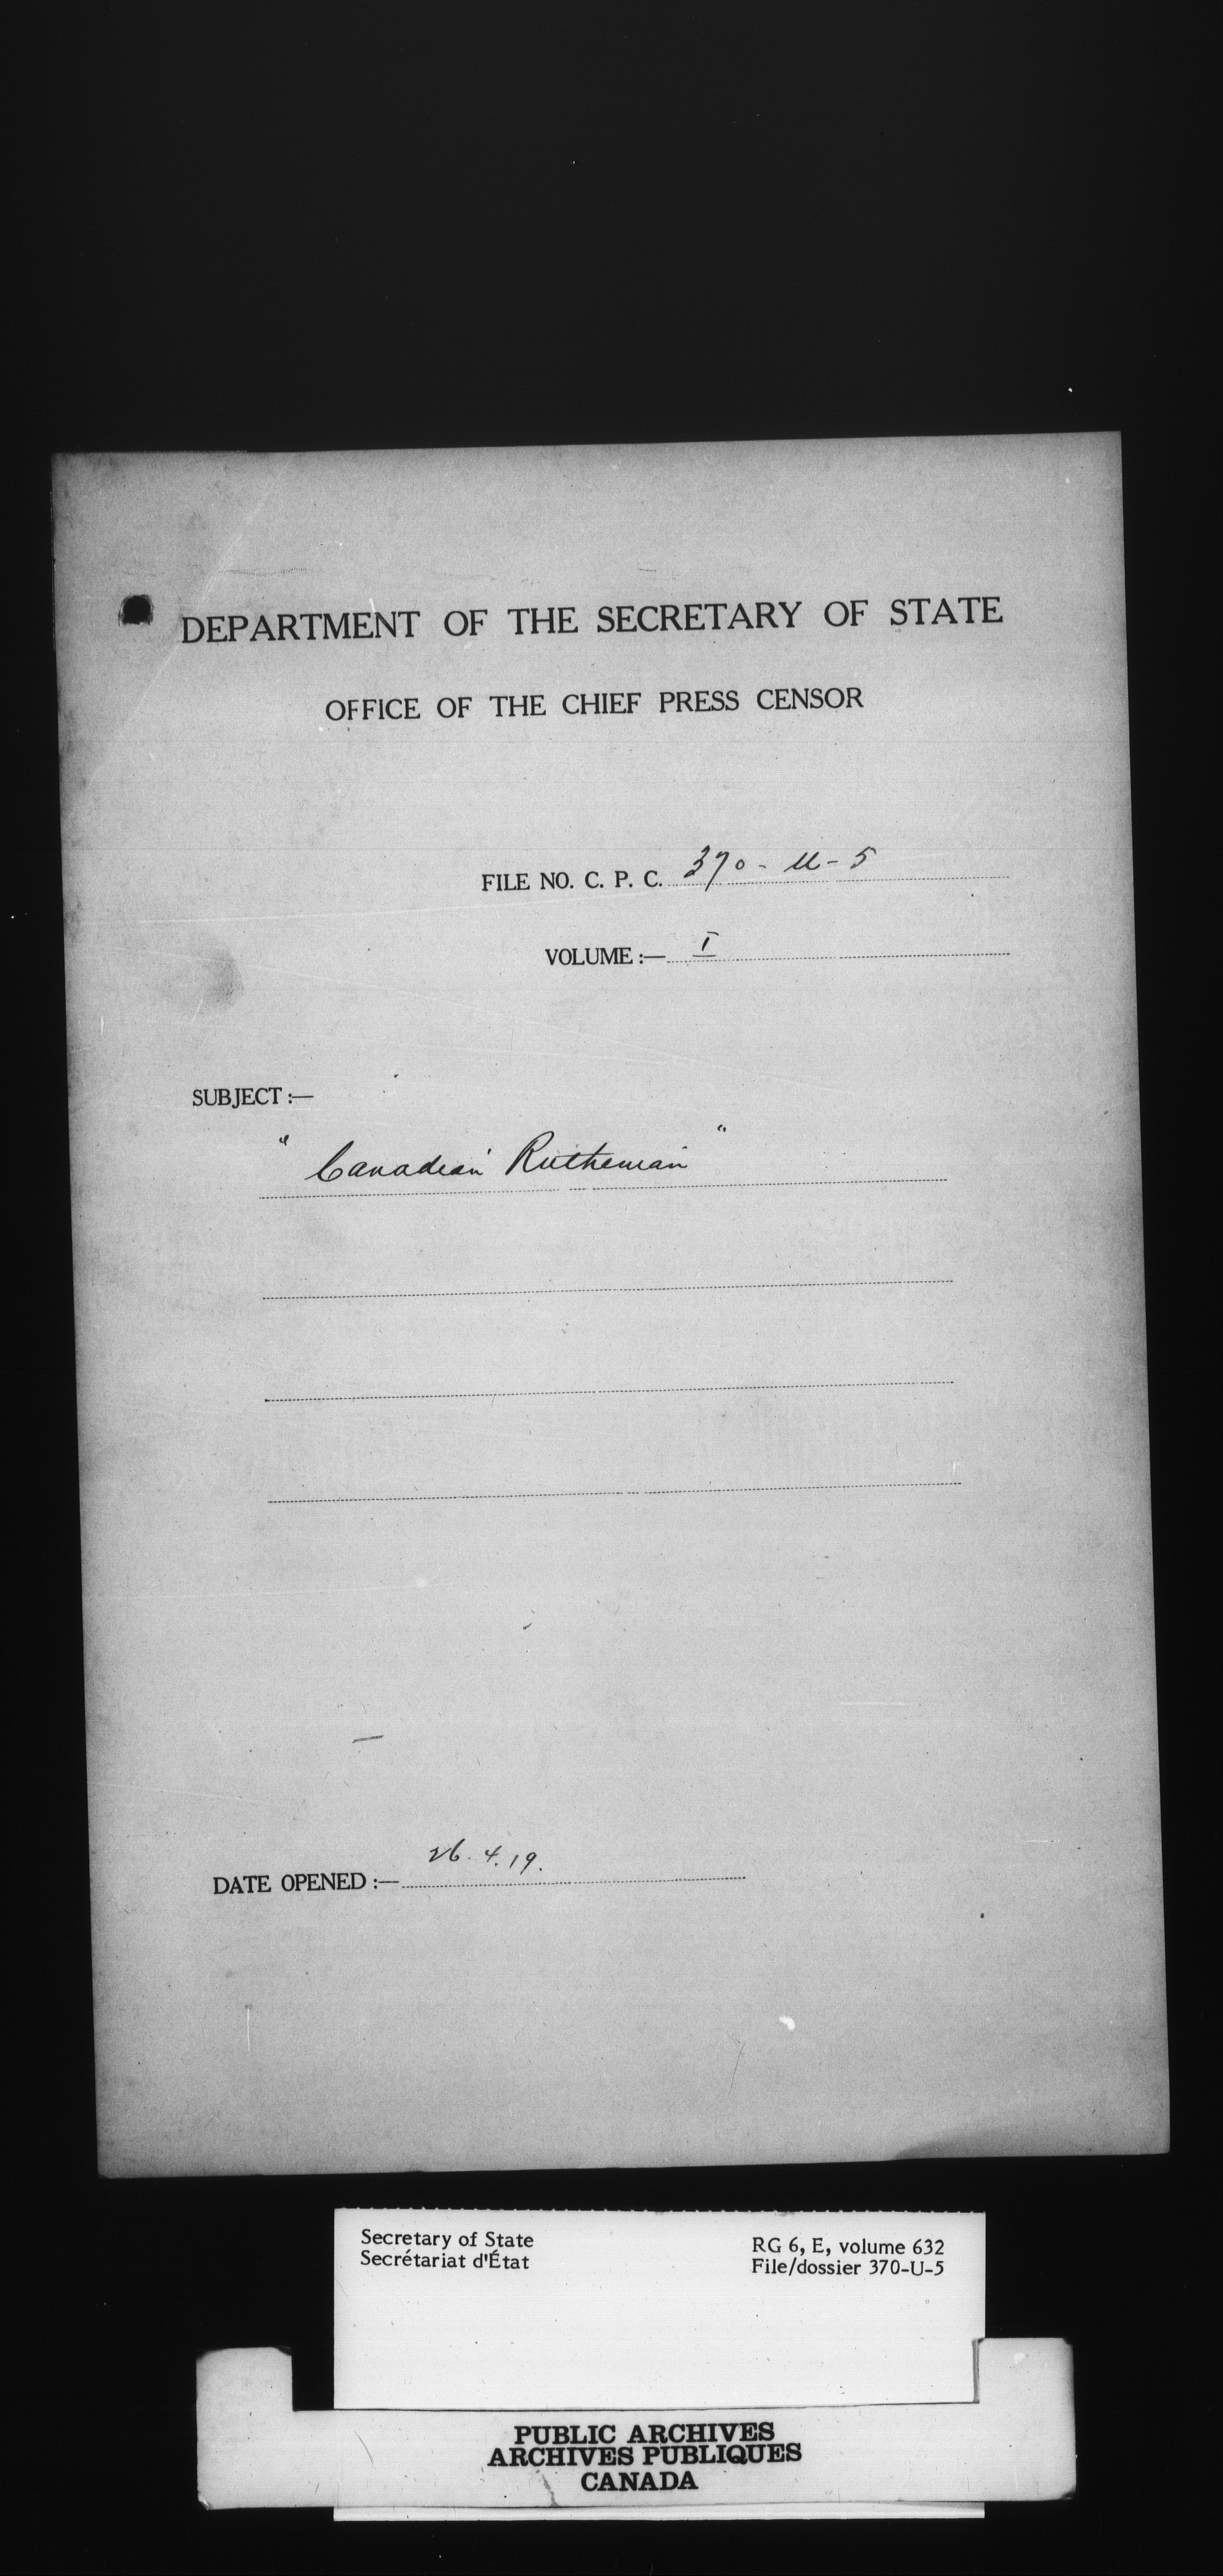 DEPARTMENT OF THE SECRETARY OF STATE
OFFICE OF THE CHIEF PRESS CENSOR
FILE NO. C. P. C. 370 - U - 5
VOLUME :— I
SUBJECT :—
" Canadian Ruthenian "
DATE OPENED :— 26. 4. 19.
Secretary of State
Secrétariat d'État
RG 6, E, volume 632
File/dossier 370-U-5
PUBLIC ARCHIVES
ARCHIVES PUBLIQUES
CANADA